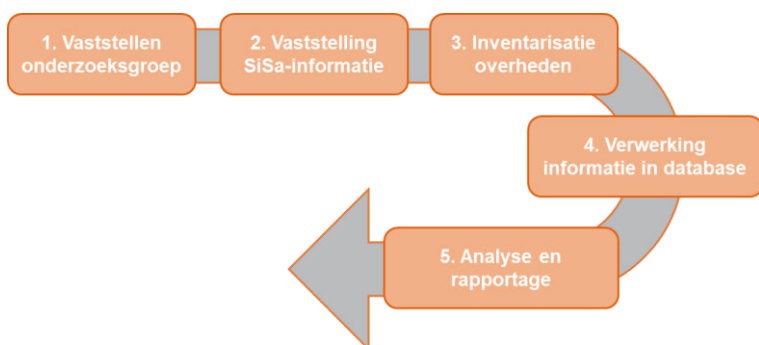 1. Vaststellen
onderzoeksgroep
2. Vaststelling
SiSa-informatie
3. Inventarisatie
overheden
4. Verwerking
informatie in database
5. Analyse en
rapportage